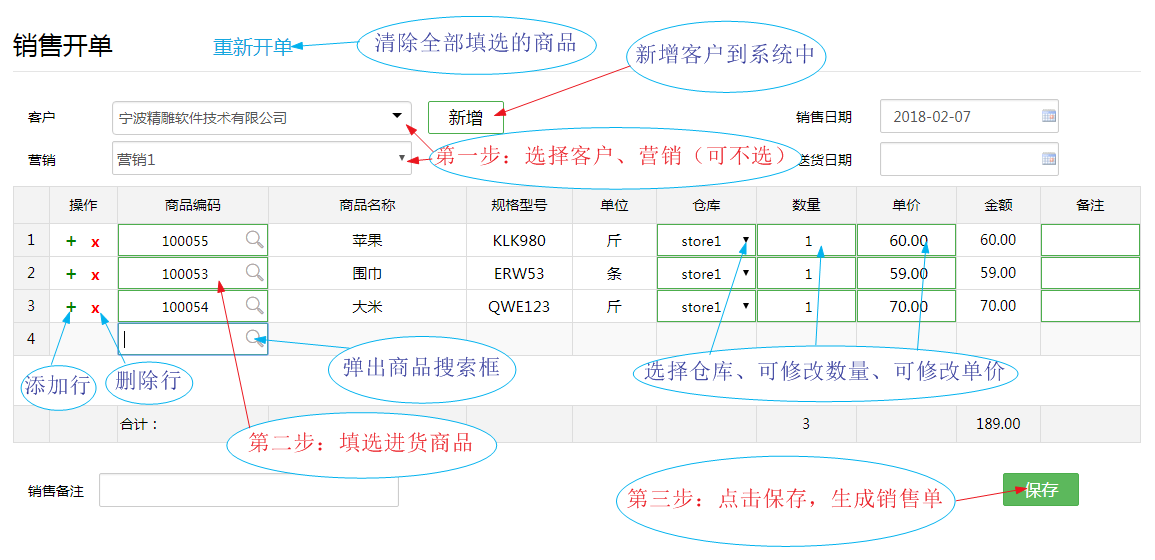 销售开单
重新开单
清除全部填选的商品
新增客户到系统中
客户 宁波精雕软件技术有限公司 新增 销售日期 2018-02-07
营销 营销1 第一步：选择客户、营销（可不选） 送货日期
操作 商品编码 商品名称 规格型号 单位 仓库 数量 单价 金额 备注
1 + x 100055 苹果 KLK980 斤 store1 1 60.00 60.00
2 + x 100053 围巾 ERW53 条 store1 1 59.00 59.00
3 + x 100054 大米 QWE123 斤 store1 1 70.00 70.00
4
添加行
删除行
弹出商品搜索框
选择仓库、可修改数量、可修改单价
合计： 3 189.00
第二步：填选进货商品
销售备注
第三步：点击保存，生成销售单
保存